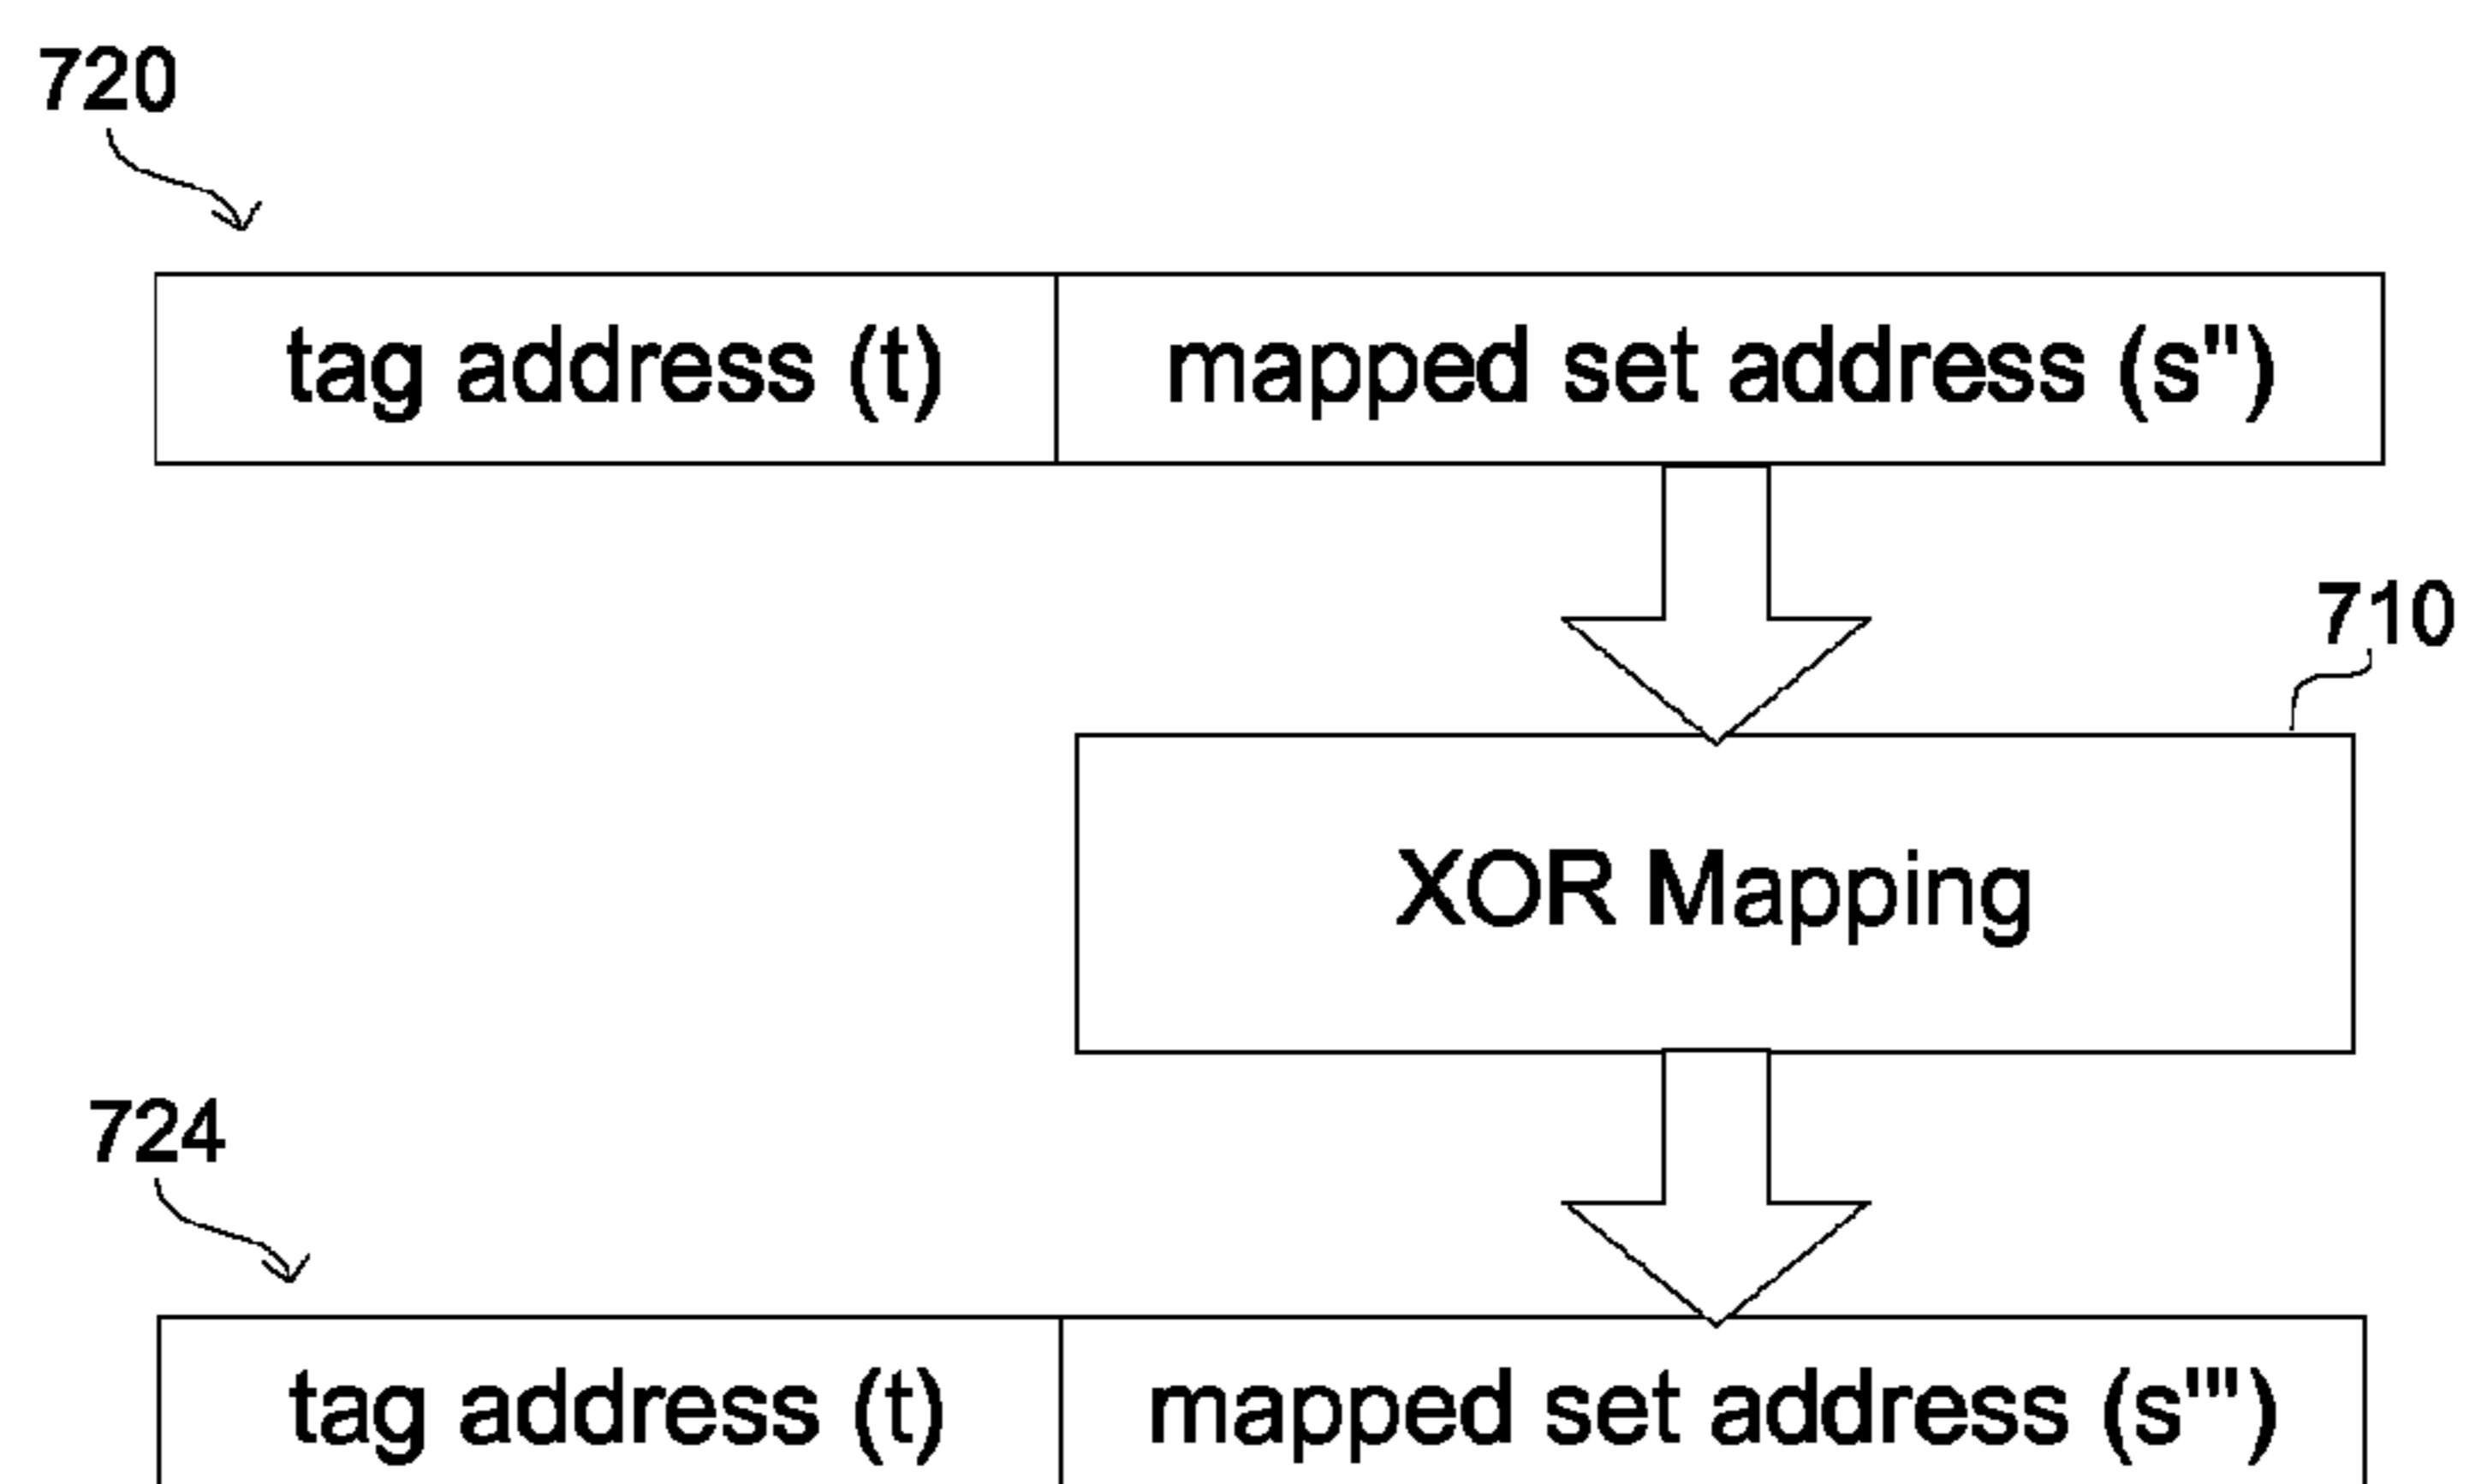 720
tag address (t) mapped set address (s")
710
XOR Mapping
724
tag address (t) mapped set address (s''')